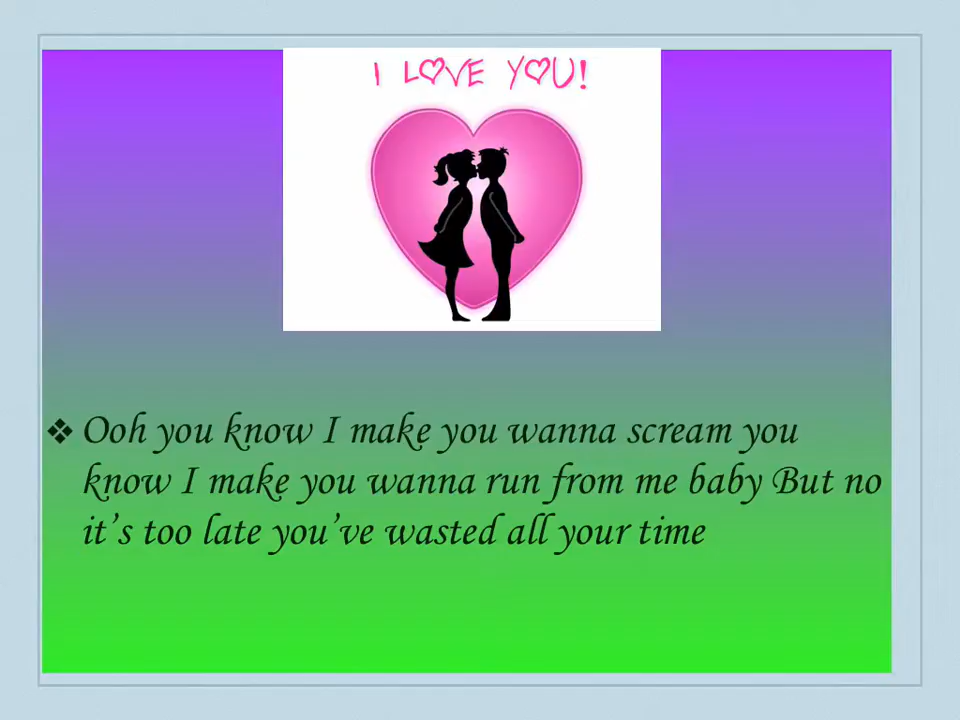 I LOVE YOU!
❖ Ooh you know I make you wanna scream you
know I make you wanna run from me baby But no
it’s too late you’ve wasted all your time